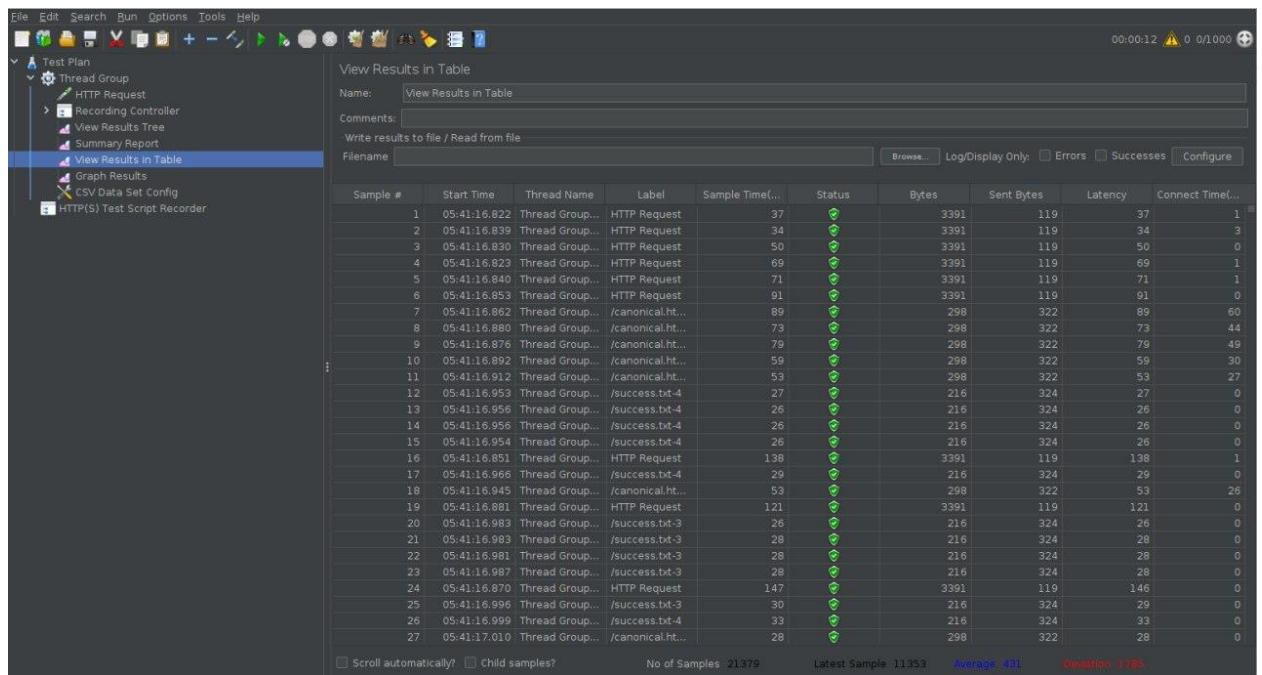 File Edit Search Run Options Tools Help
00:00:12 0 0/1000
Test Plan
Thread Group
HTTP Request
Recording Controller
View Results Tree
Summary Report
View Results in Table
Graph Results
CSV Data Set Config
HTTP(S) Test Script Recorder
View Results in Table
Name: View Results in Table
Comments:
Write results to file / Read from file
Filename Browse... Log/Display Only: Errors Successes Configure
Sample # Start Time Thread Name Label Sample Time(... Status Bytes Sent Bytes Latency Connect Time(...
1 05:41:16.822 Thread Group... HTTP Request 37 3391 119 37 1
2 05:41:16.839 Thread Group... HTTP Request 34 3391 119 34 3
3 05:41:16.830 Thread Group... HTTP Request 50 3391 119 50 0
4 05:41:16.823 Thread Group... HTTP Request 69 3391 119 69 1
5 05:41:16.840 Thread Group... HTTP Request 71 3391 119 71 1
6 05:41:16.853 Thread Group... HTTP Request 91 3391 119 91 0
7 05:41:16.862 Thread Group... /canonical.ht... 89 298 322 89 60
8 05:41:16.880 Thread Group... /canonical.ht... 73 298 322 73 44
9 05:41:16.876 Thread Group... /canonical.ht... 79 298 322 79 49
10 05:41:16.892 Thread Group... /canonical.ht... 59 298 322 59 30
11 05:41:16.912 Thread Group... /canonical.ht... 53 298 322 53 27
12 05:41:16.953 Thread Group... /success.txt-4 27 216 324 27 0
13 05:41:16.956 Thread Group... /success.txt-4 26 216 324 26 0
14 05:41:16.956 Thread Group... /success.txt-4 26 216 324 26 0
15 05:41:16.954 Thread Group... /success.txt-4 26 216 324 26 0
16 05:41:16.851 Thread Group... HTTP Request 138 3391 119 138 1
17 05:41:16.966 Thread Group... /success.txt-4 29 216 324 29 0
18 05:41:16.945 Thread Group... /canonical.ht... 53 298 322 53 26
19 05:41:16.881 Thread Group... HTTP Request 121 3391 119 121 0
20 05:41:16.983 Thread Group... /success.txt-3 26 216 324 26 0
21 05:41:16.983 Thread Group... /success.txt-3 28 216 324 28 0
22 05:41:16.981 Thread Group... /success.txt-3 28 216 324 28 0
23 05:41:16.987 Thread Group... /success.txt-3 28 216 324 28 0
24 05:41:16.870 Thread Group... HTTP Request 147 3391 119 146 0
25 05:41:16.996 Thread Group... /success.txt-3 30 216 324 29 0
26 05:41:16.999 Thread Group... /success.txt-4 33 216 324 33 0
27 05:41:17.010 Thread Group... /canonical.ht... 28 298 322 28 0
Scroll automatically? Child samples? No of Samples 21379 Latest Sample 11353 Average 431 Deviation 1785